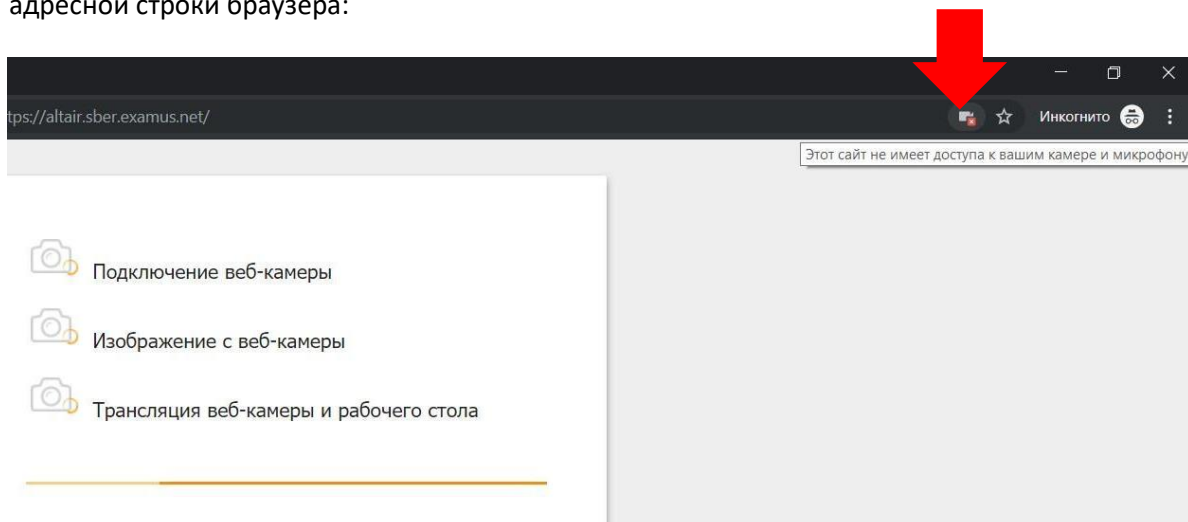 адресной строки браузера:
tps://altair.sber.examus.net/
Инкогнито
Этот сайт не имеет доступа к вашим камере и микрофону
Подключение веб-камеры
Изображение с веб-камеры
Трансляция веб-камеры и рабочего стола